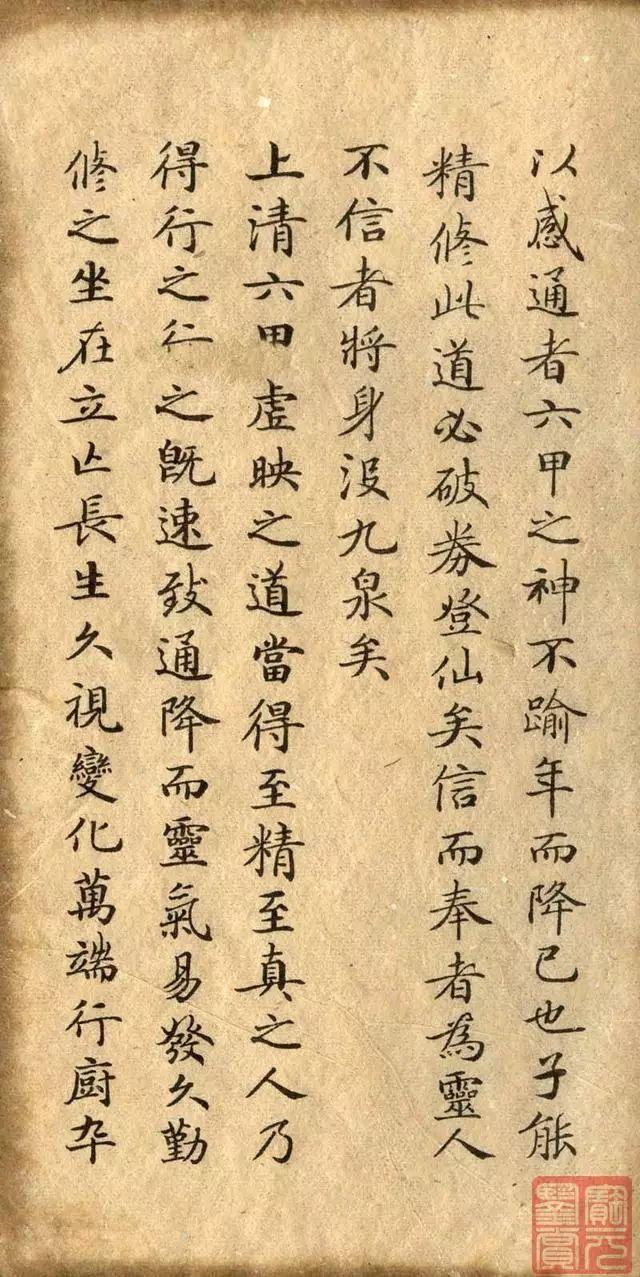 以感通者六甲之神不踰年而降已也子能
精修此道必破券登仙矣信而奉者為靈人
不信者將身沒九泉矣
上清六甲虛映之道當得至精至真之人乃
得行之行之既速致通降而靈氣易發久勤
修之坐在立亡長生久視變化萬端行廚卒